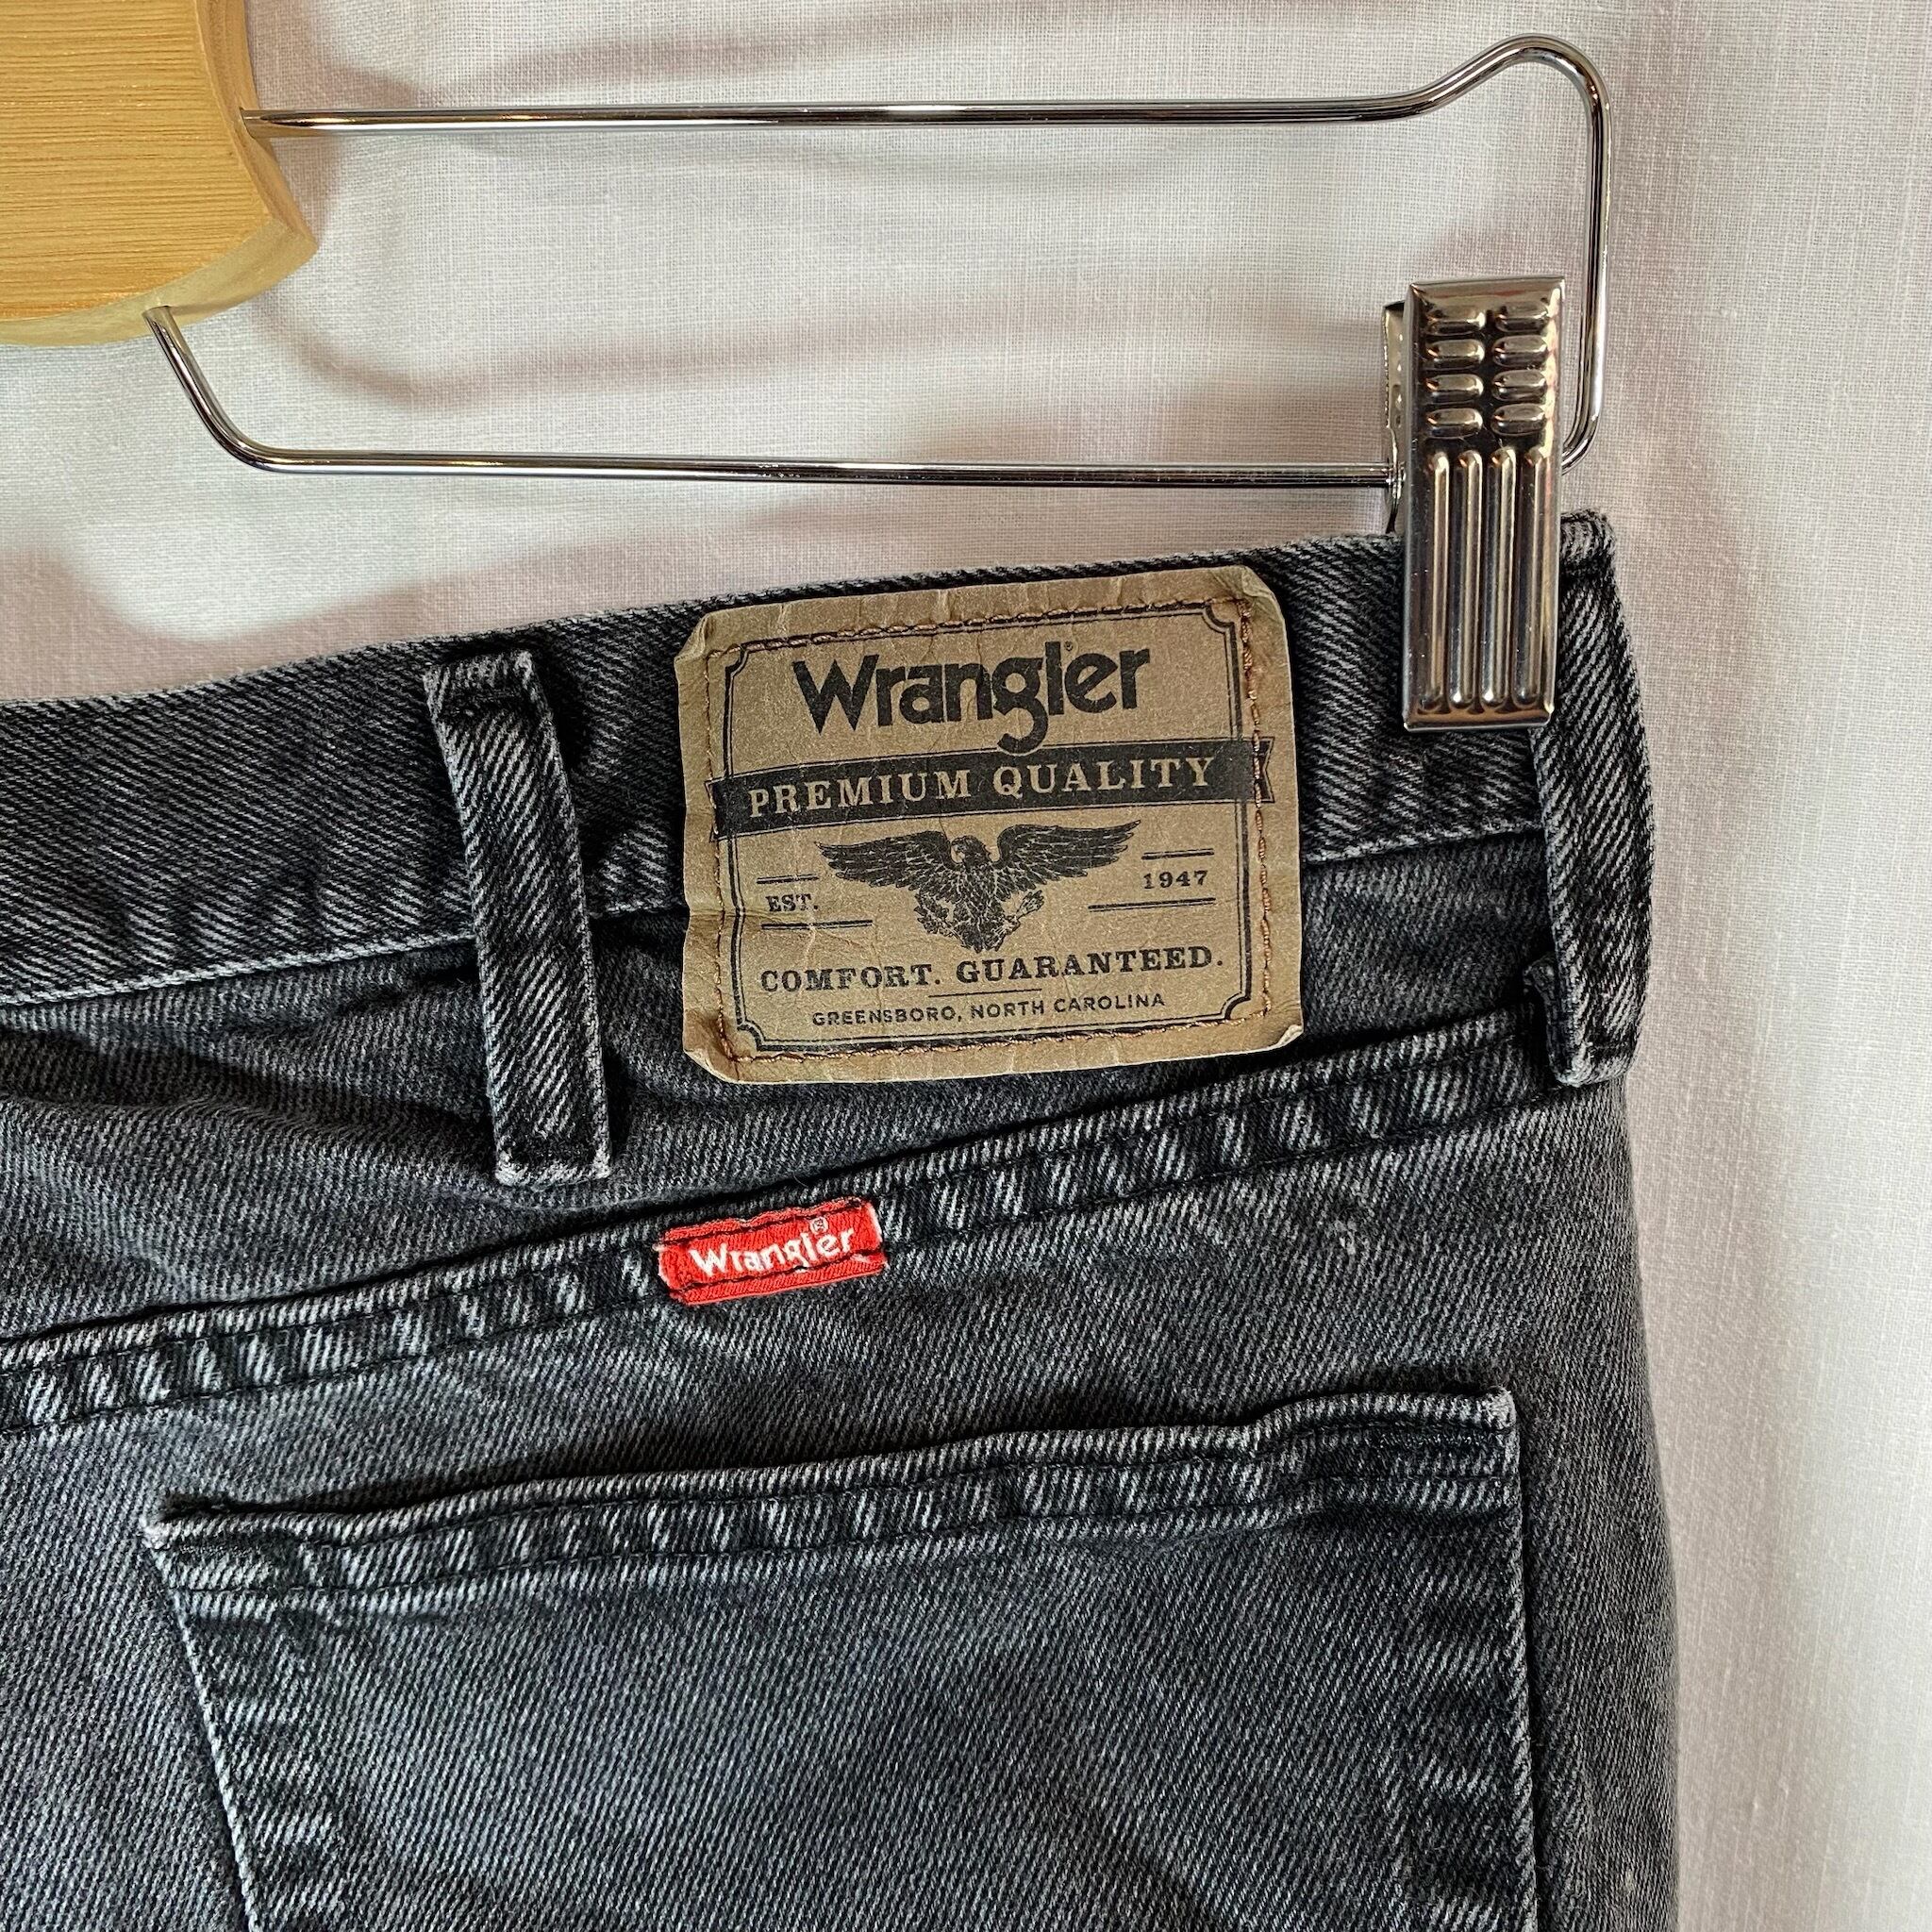 Wrangler®
PREMIUM QUALITY
EST. 1947
COMFORT. GUARANTEED.
GREENSBORO, NORTH CAROLINA
Wrangler®